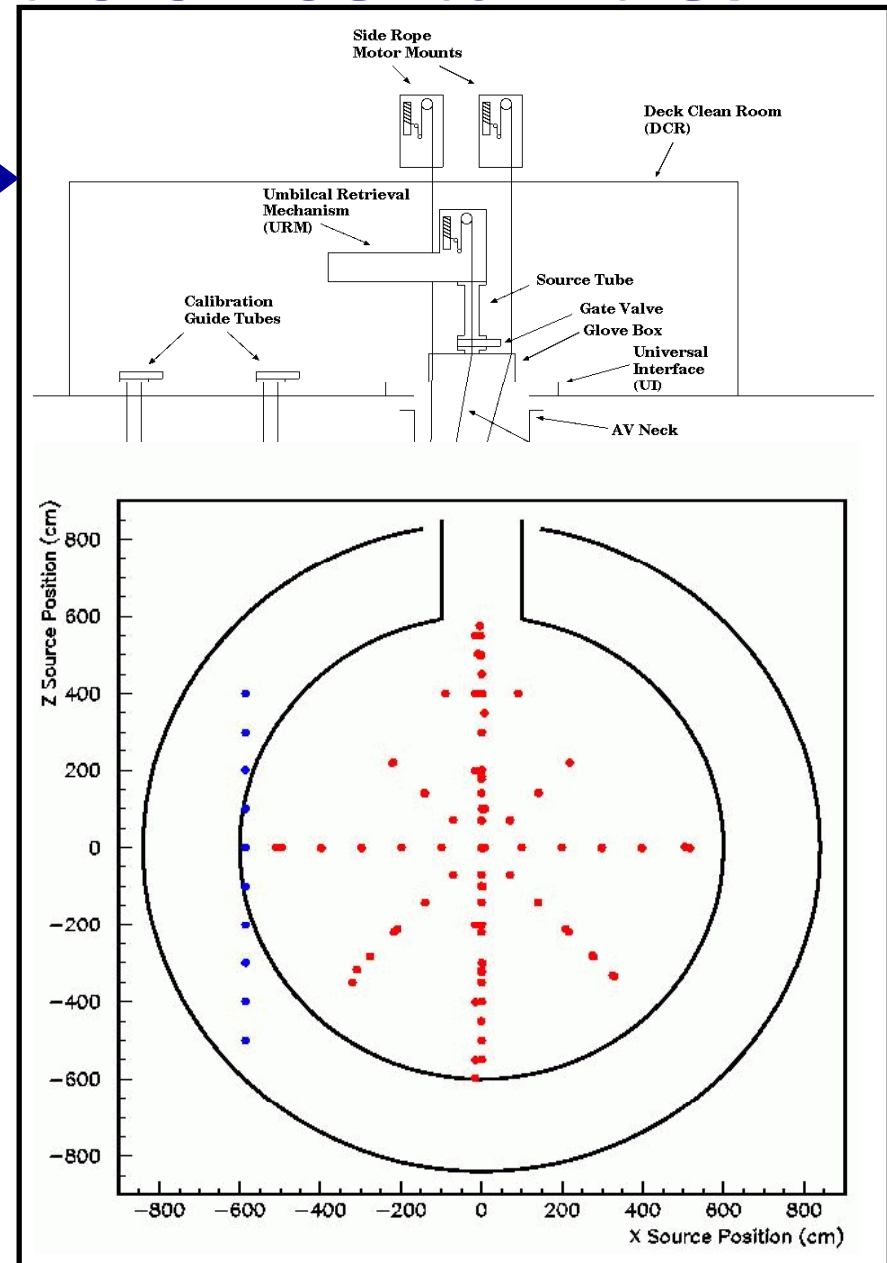 Side Rope
Motor Mounts
Deck Clean Room
(DCR)
Umbilcal Retrieval
Mechanism
(URM)
Source Tube
Calibration
Guide Tubes
Gate Valve
Glove Box
Universal
Interface
(UI)
AV Neck
Z Source Position (cm)
800
600
400
200
0
−200
−400
−600
−800
−800 −600 −400 −200 0 200 400 600 800
X Source Position (cm)